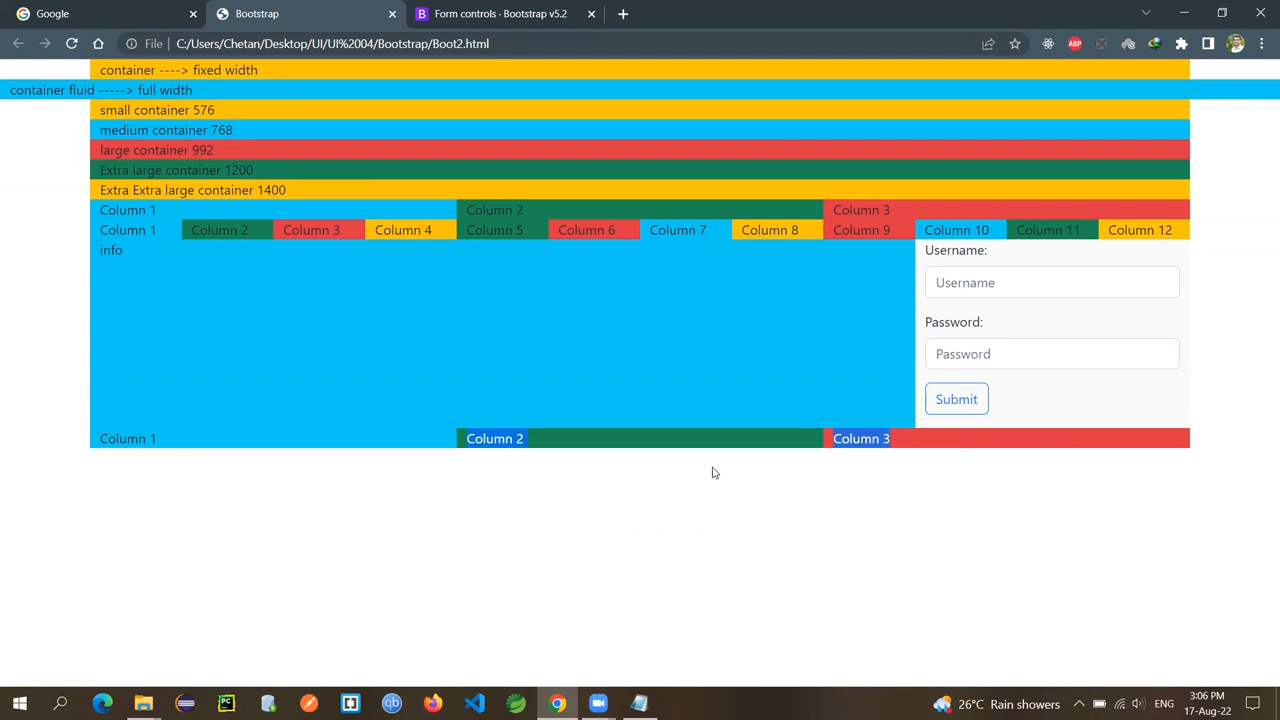 Google
Bootstrap
Form controls · Bootstrap v5.2
File
C:/Users/Chetan/Desktop/UI/UI%2004/Bootstrap/Boot2.html
ABP
container ----> fixed width
container fluid -----> full width
small container 576
medium container 768
large container 992
Extra large container 1200
Extra Extra large container 1400
Column 1 Column 2 Column 3
Column 1 Column 2 Column 3 Column 4 Column 5 Column 6 Column 7 Column 8 Column 9 Column 10 Column 11 Column 12
info
Username:
Username
Password:
Password
Submit
Column 1 Column 2 Column 3
PC
qb
26°C Rain showers
ENG
3:06 PM
17-Aug-22